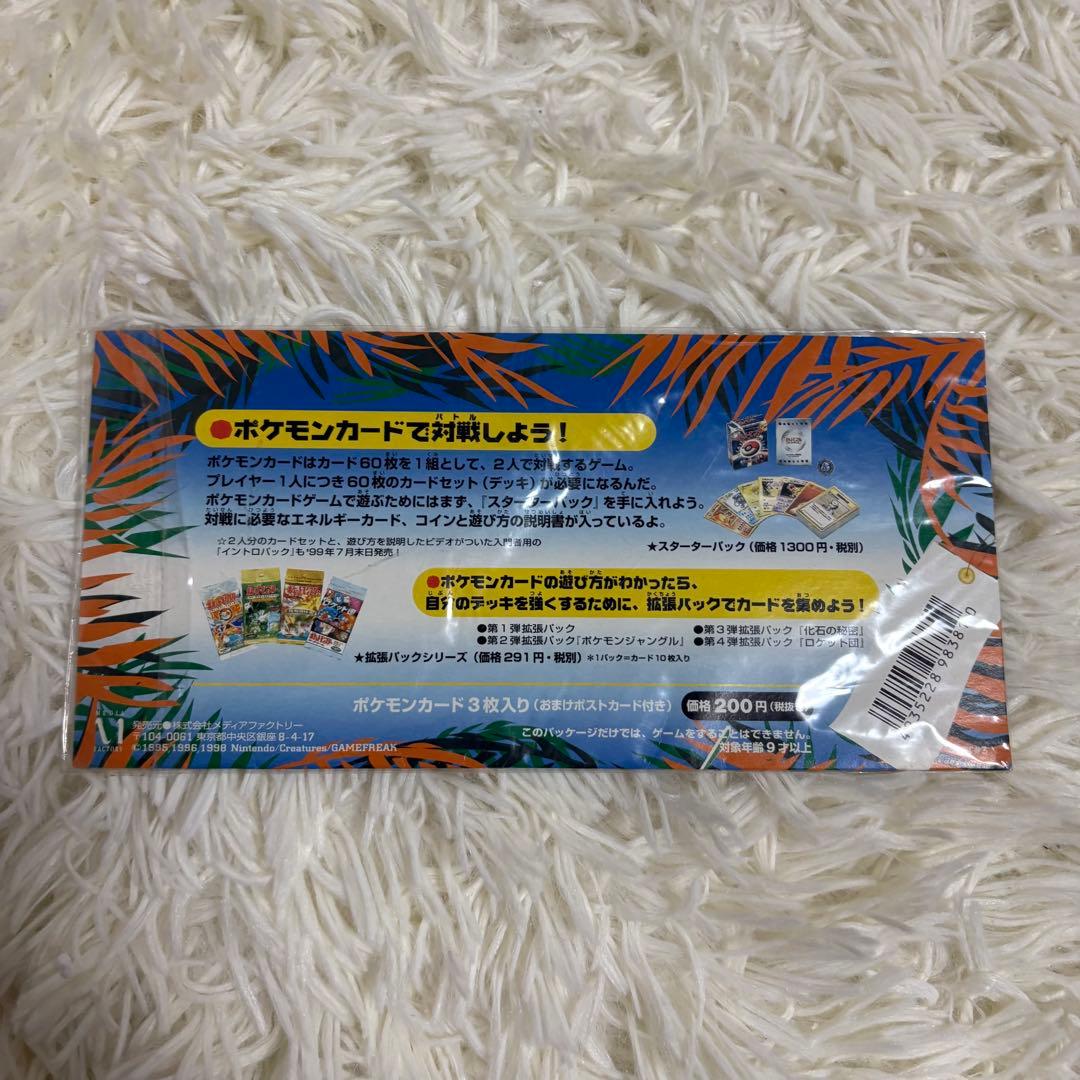 バトル
●ポケモンカードで対戦しよう！
ポケモンカードはカード60枚を1組として、2人で対戦するゲーム。
プレイヤー1人につき60枚のカードセット（デッキ）が必要になるんだ。
ポケモンカードゲームで遊ぶためにはまず、『スターターパック』を手に入れよう。
対戦に必要なエネルギーカード、コインと遊び方の説明書が入っているよ。
☆2人分のカードセットと、遊び方を説明したビデオがついた入門者用の
「イントロパック」も'99年7月末日発売！
★スターターパック（価格1300円・税別）
●ポケモンカードの遊び方がわかったら、
自分のデッキを強くするために、拡張パックでカードを集めよう！
●第1弾拡張パック
●第2弾拡張パック『ポケモンジャングル』
●第3弾拡張パック『化石の秘密』
●第4弾拡張パック『ロケット団』
★拡張パックシリーズ（価格291円・税別）＊1パック＝カード10枚入り
ポケモンカード3枚入り（おまけポストカード付き）
価格200円（税抜
このパッケージだけでは、ゲームをすることはできません。
対象年齢9才以上
MEDIA
FACTORY
発売元●株式会社メディアファクトリー
〒104-0061 東京都中央区銀座8-4-17
©1995,1996,1998 Nintendo/Creatures/GAMEFREAK